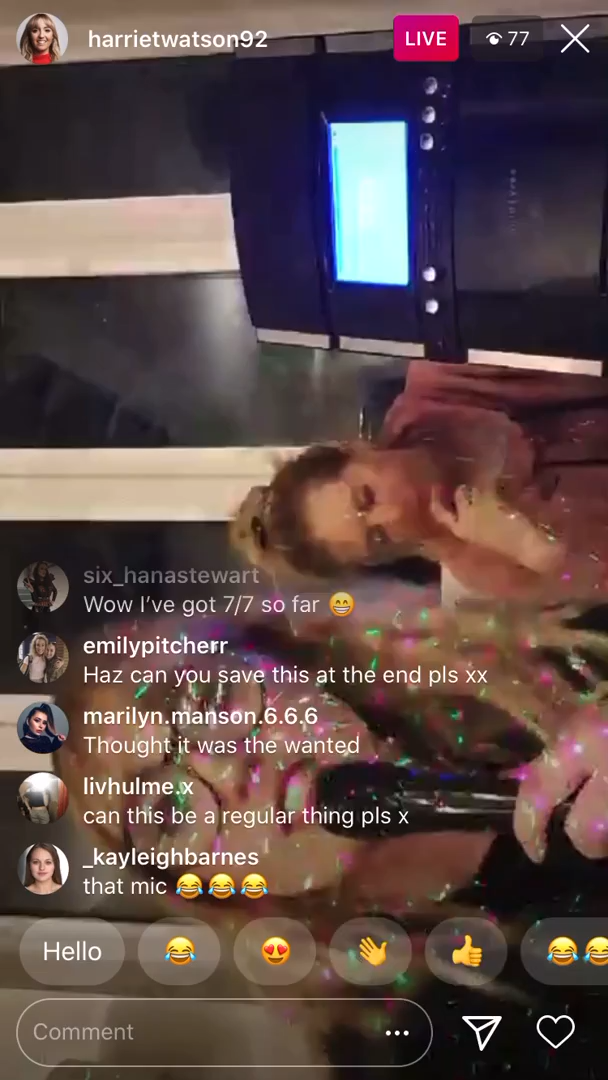 harrietwatson92
LIVE
77
six_hanastewart
Wow I've got 7/7 so far 😁
emilypitcherr
Haz can you save this at the end pls xx
marilyn.manson.6.6.6
Thought it was the wanted
livhulme.x
can this be a regular thing pls x
_kayleighbarnes
that mic 😂😂😂
Hello 😂 😍 👋 👍 😂😂
Comment